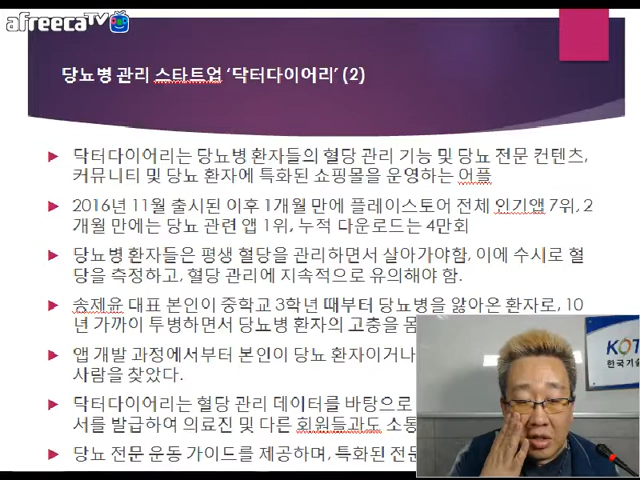 afreecaTV
당뇨병 관리 스타트업 ‘닥터다이어리’ (2)
닥터다이어리는 당뇨병 환자들의 혈당 관리 기능 및 당뇨 전문 컨텐츠,
커뮤니티 및 당뇨 환자에 특화된 쇼핑몰을 운영하는 어플
2016년 11월 출시된 이후 1개월 만에 플레이스토어 전체 인기앱 7위, 2
개월 만에는 당뇨 관련 앱 1위, 누적 다운로드는 4만회
당뇨병 환자들은 평생 혈당을 관리하면서 살아가야함, 이에 수시로 혈
당을 측정하고, 혈당 관리에 지속적으로 유의해야 함.
송제윤 대표 본인이 중학교 3학년 때부터 당뇨병을 앓아온 환자로, 10
년 가까이 투병하면서 당뇨병 환자의 고충을 몸
앱 개발 과정에서부터 본인이 당뇨 환자이거나
사람을 찾았다.
닥터다이어리는 혈당 관리 데이터를 바탕으로
서를 발급하여 의료진 및 다른 회원들과도 소통
당뇨 전문 운동 가이드를 제공하며, 특화된 전문
KOT
한국기술